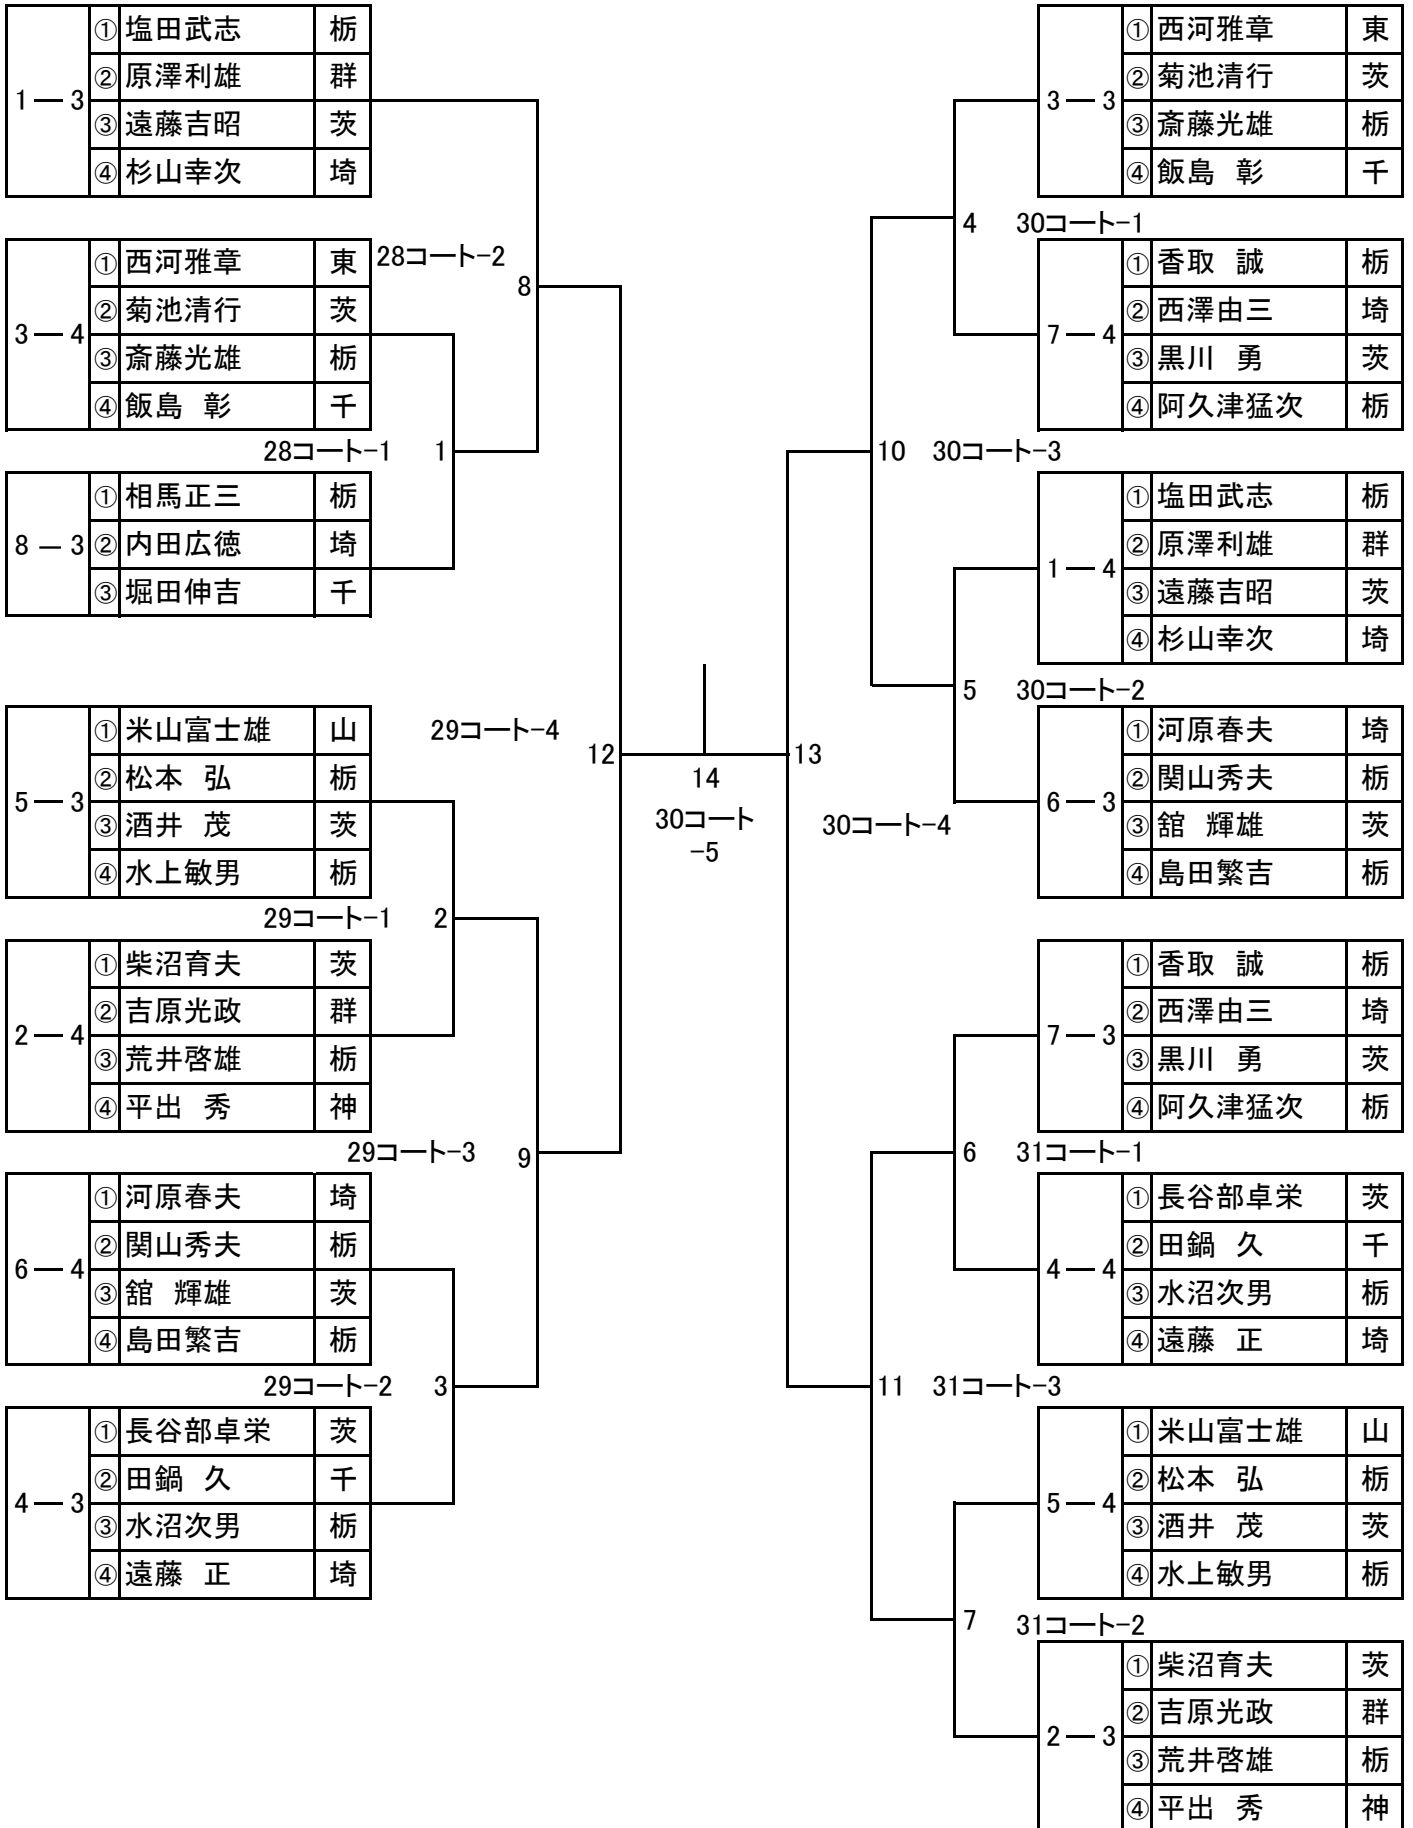 1 ― 3
① 塩田武志 栃
② 原澤利雄 群
③ 遠藤吉昭 茨
④ 杉山幸次 埼
28コート-2
8
3 ― 4
① 西河雅章 東
② 菊池清行 茨
③ 斎藤光雄 栃
④ 飯島 彰 千
28コート-1 1
8 ― 3
① 相馬正三 栃
② 内田広徳 埼
③ 堀田伸吉 千
29コート-4
12
5 ― 3
① 米山富士雄 山
② 松本 弘 栃
③ 酒井 茂 茨
④ 水上敏男 栃
29コート-1 2
2 ― 4
① 柴沼育夫 茨
② 吉原光政 群
③ 荒井啓雄 栃
④ 平出 秀 神
29コート-3 9
6 ― 4
① 河原春夫 埼
② 関山秀夫 栃
③ 舘 輝雄 茨
④ 島田繁吉 栃
29コート-2 3
4 ― 3
① 長谷部卓栄 茨
② 田鍋 久 千
③ 水沼次男 栃
④ 遠藤 正 埼
14
30コート
-5
13
30コート-4
3 ― 3
① 西河雅章 東
② 菊池清行 茨
③ 斎藤光雄 栃
④ 飯島 彰 千
4 30コート-1
7 ― 4
① 香取 誠 栃
② 西澤由三 埼
③ 黒川 勇 茨
④ 阿久津猛次 栃
10 30コート-3
1 ― 4
① 塩田武志 栃
② 原澤利雄 群
③ 遠藤吉昭 茨
④ 杉山幸次 埼
5 30コート-2
6 ― 3
① 河原春夫 埼
② 関山秀夫 栃
③ 舘 輝雄 茨
④ 島田繁吉 栃
7 ― 3
① 香取 誠 栃
② 西澤由三 埼
③ 黒川 勇 茨
④ 阿久津猛次 栃
6 31コート-1
4 ― 4
① 長谷部卓栄 茨
② 田鍋 久 千
③ 水沼次男 栃
④ 遠藤 正 埼
11 31コート-3
5 ― 4
① 米山富士雄 山
② 松本 弘 栃
③ 酒井 茂 茨
④ 水上敏男 栃
7 31コート-2
2 ― 3
① 柴沼育夫 茨
② 吉原光政 群
③ 荒井啓雄 栃
④ 平出 秀 神